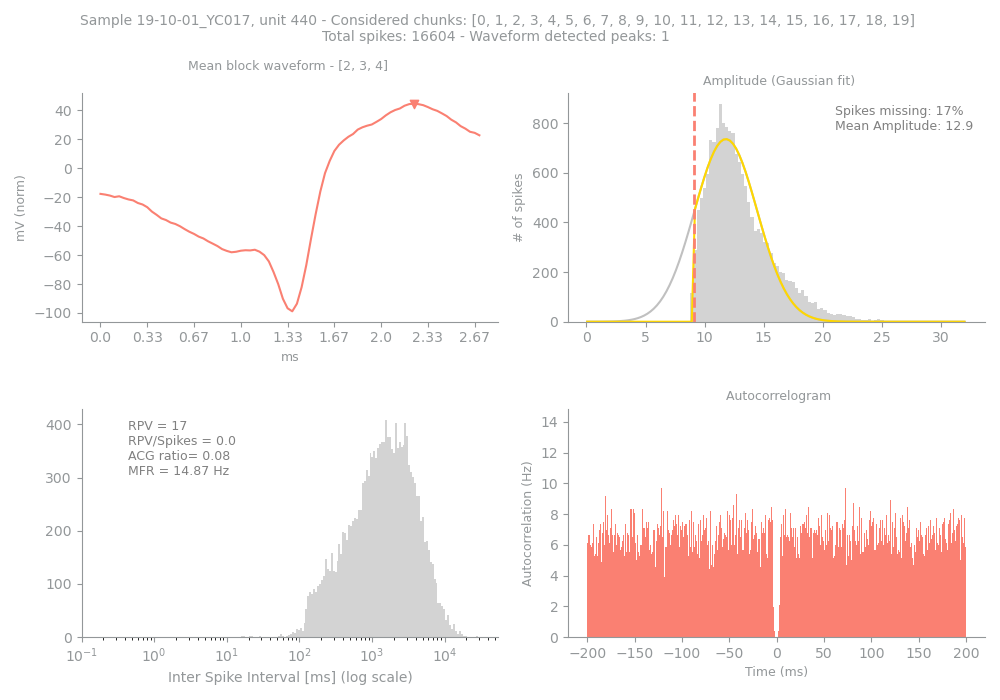 Sample 19-10-01_YC017, unit 440 - Considered chunks: [0, 1, 2, 3, 4, 5, 6, 7, 8, 9, 10, 11, 12, 13, 14, 15, 16, 17, 18, 19]
Total spikes: 16604 - Waveform detected peaks: 1
Mean block waveform - [2, 3, 4]
mV (norm)
40
20
0
−20
−40
−60
−80
−100
0.0 0.33 0.67 1.0 1.33 1.67 2.0 2.33 2.67
ms
Amplitude (Gaussian fit)
Spikes missing: 17%
Mean Amplitude: 12.9
# of spikes
800
600
400
200
0
0 5 10 15 20 25 30
RPV = 17
RPV/Spikes = 0.0
ACG ratio= 0.08
MFR = 14.87 Hz
400
300
200
100
0
10⁻¹ 10⁰ 10¹ 10² 10³ 10⁴
Inter Spike Interval [ms] (log scale)
Autocorrelogram
Autocorrelation (Hz)
14
12
10
8
6
4
2
0
−200 −150 −100 −50 0 50 100 150 200
Time (ms)